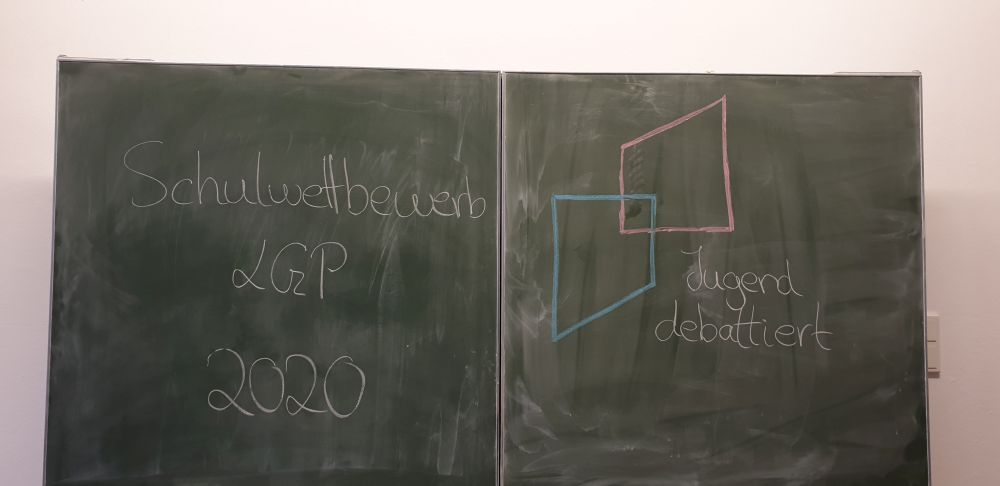 Schulwettbewerb
LGP
2020
Jugend
debattiert